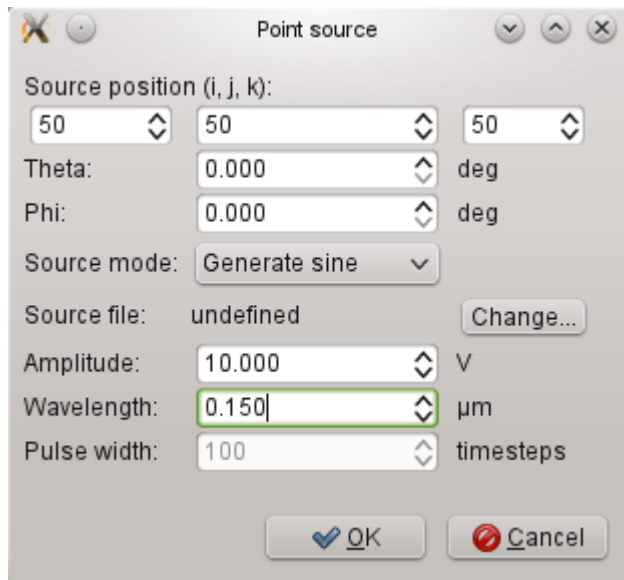 Point source
Source position (i, j, k):
50 50 50
Theta: 0.000 deg
Phi: 0.000 deg
Source mode: Generate sine
Source file: undefined Change...
Amplitude: 10.000 V
Wavelength: 0.150 µm
Pulse width: 100 timesteps
OK Cancel